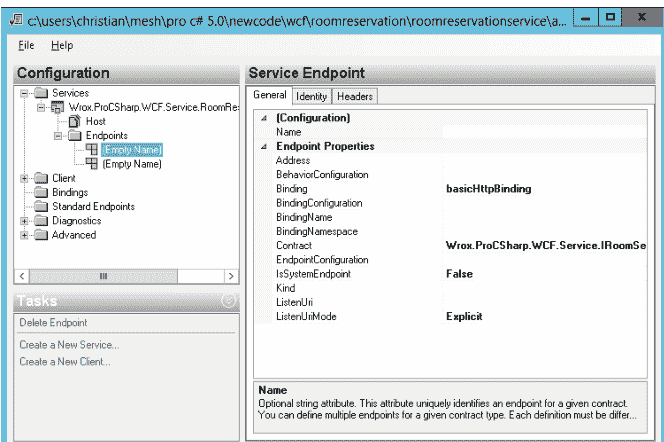 c:\users\christian\mesh\pro c# 5.0\newcode\wcf\roomreservation\roomreservationservice\a...
File Help
Configuration
Services
Wrox.ProCSharp.WCF.Service.RoomRe
Host
Endpoints
(Empty Name)
(Empty Name)
Client
Bindings
Standard Endpoints
Diagnostics
Advanced
Tasks
Delete Endpoint
Create a New Service...
Create a New Client...
Service Endpoint
General Identity Headers
(Configuration)
Name
Endpoint Properties
Address
BehaviorConfiguration
Binding basicHttpBinding
BindingConfiguration
BindingName
BindingNamespace
Contract Wrox.ProCSharp.WCF.Service.IRoomSe
EndpointConfiguration
IsSystemEndpoint False
Kind
ListenUri
ListenUriMode Explicit
Name
Optional string attribute. This attribute uniquely identifies an endpoint for a given contract.
You can define multiple endpoints for a given contract type. Each definition must be differ...